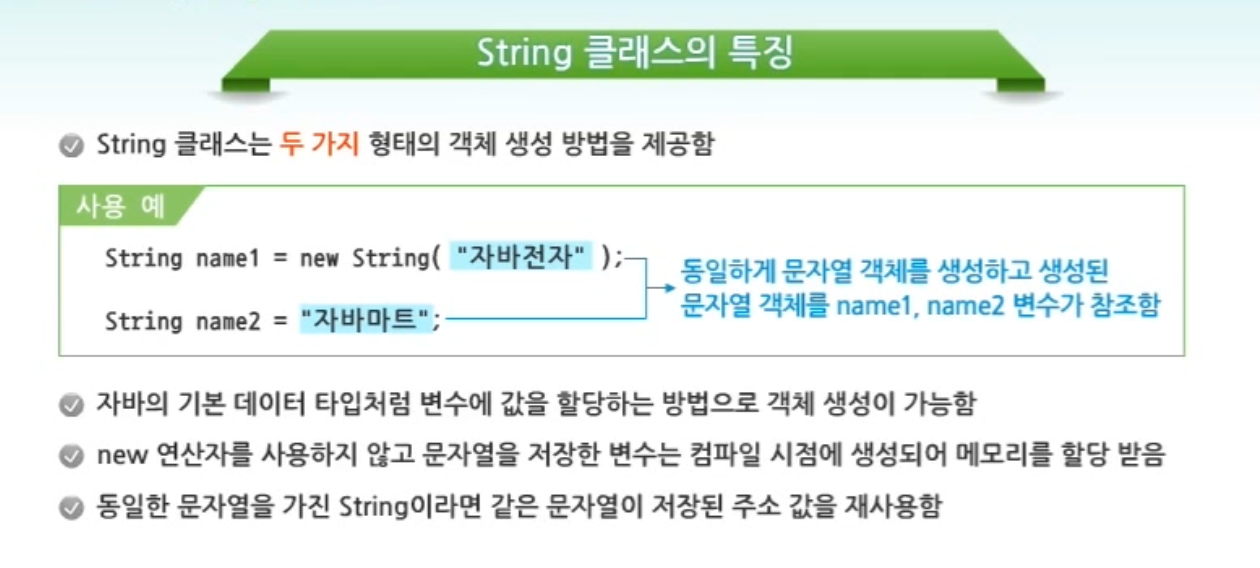 String 클래스의 특징
String 클래스는 두 가지 형태의 객체 생성 방법을 제공함
사용 예
String name1 = new String( "자바전자" );
String name2 = "자바마트";
동일하게 문자열 객체를 생성하고 생성된
문자열 객체를 name1, name2 변수가 참조함
자바의 기본 데이터 타입처럼 변수에 값을 할당하는 방법으로 객체 생성이 가능함
new 연산자를 사용하지 않고 문자열을 저장한 변수는 컴파일 시점에 생성되어 메모리를 할당 받음
동일한 문자열을 가진 String이라면 같은 문자열이 저장된 주소 값을 재사용함